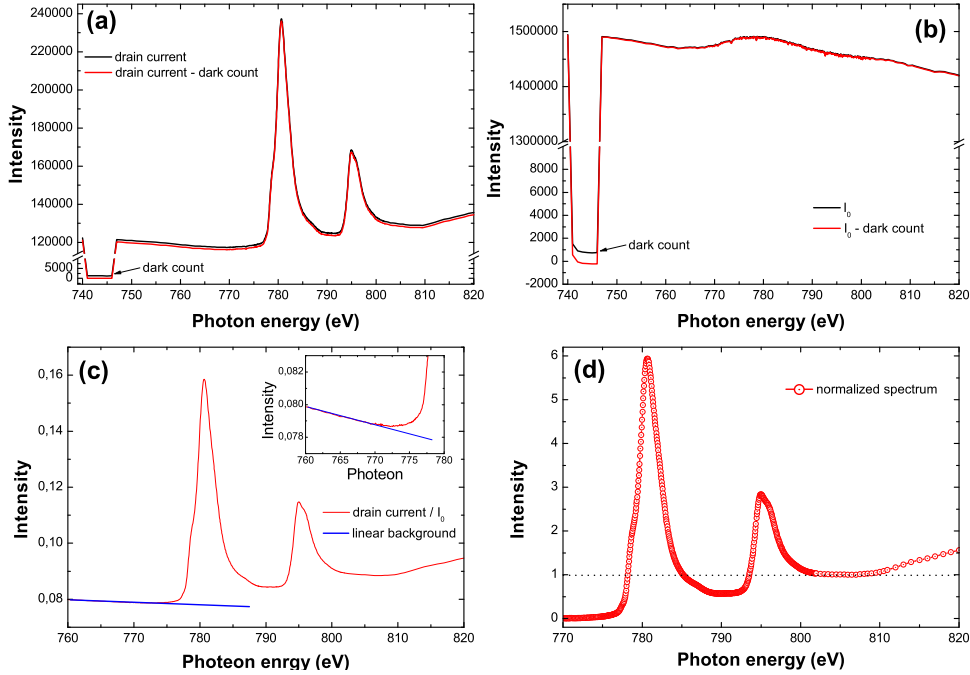 (a)
drain current
drain current - dark count
dark count
Intensity
240000
220000
200000
180000
160000
140000
120000
5000
0
740 750 760 770 780 790 800 810 820
Photon energy (eV)
(b)
I0
I0 - dark count
dark count
Intensity
1500000
1400000
1300000
10000
8000
6000
4000
2000
0
-2000
740 750 760 770 780 790 800 810 820
Photon energy (eV)
(c)
Intensity
0,16
0,14
0,12
0,10
0,08
760 770 780 790 800 810 820
Photeon energy (eV)
Intensity
0,082
0,080
0,078
760 765 770 775 780
Photeon
drain current / I0
linear background
(d)
normalized spectrum
Intensity
6
5
4
3
2
1
0
770 780 790 800 810 820
Photon energy (eV)